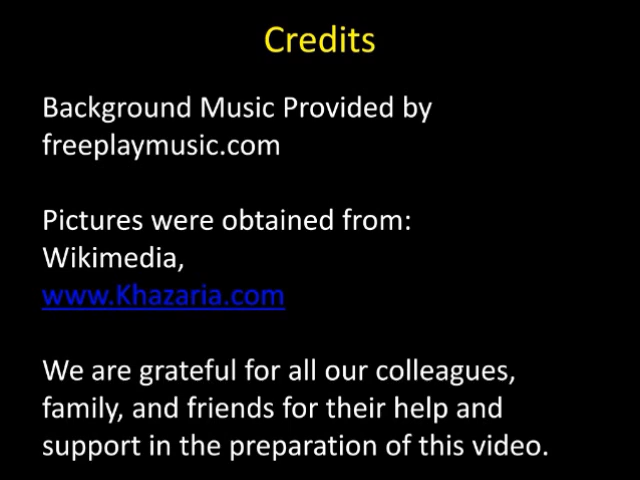 Credits
Background Music Provided by
freeplaymusic.com
Pictures were obtained from:
Wikimedia,
www.Khazaria.com
We are grateful for all our colleagues,
family, and friends for their help and
support in the preparation of this video.